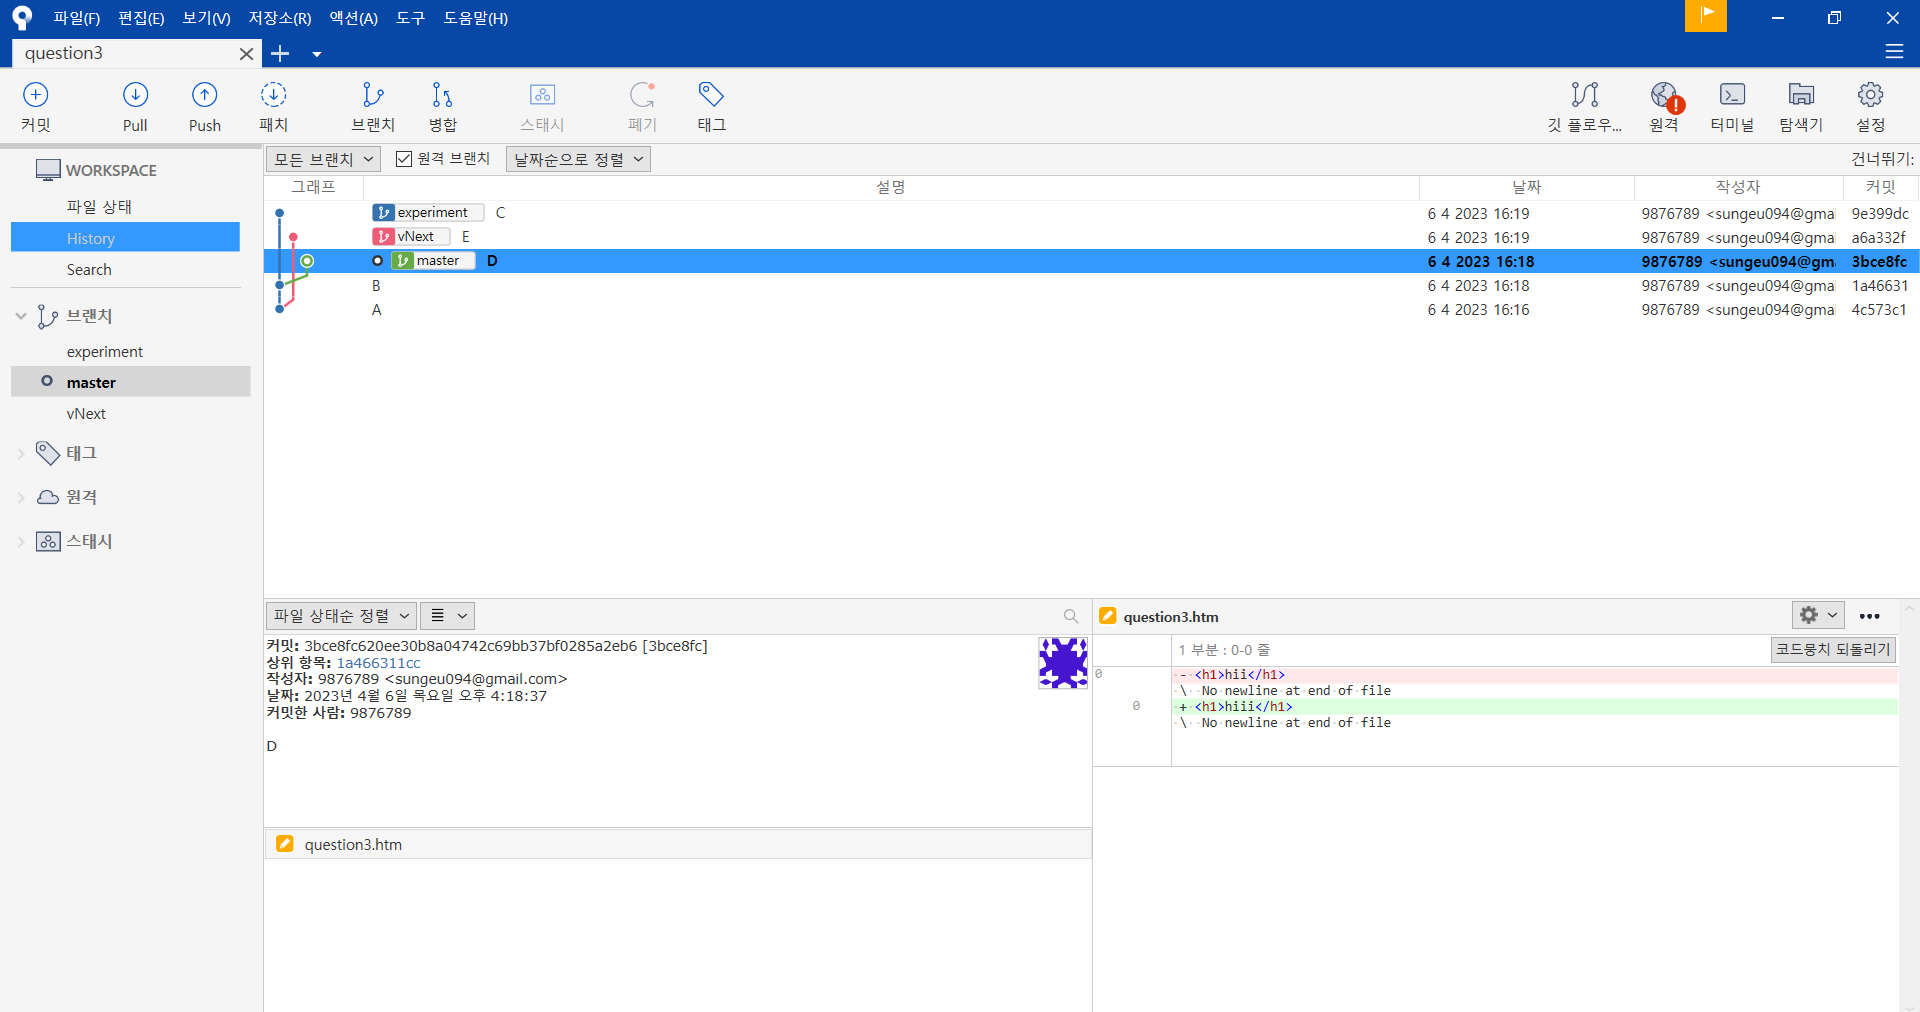 파일(F) 편집(E) 보기(V) 저장소(R) 액션(A) 도구 도움말(H)
question3
커밋 Pull Push 패치 브랜치 병합 스태시 폐기 태그 깃 플로우... 원격 터미널 탐색기 설정
WORKSPACE
파일 상태
History
Search
브랜치
experiment
master
vNext
태그
원격
스태시
모든 브랜치 원격 브랜치 날짜순으로 정렬 건너뛰기:
그래프 설명 날짜 작성자 커밋
experiment C 6 4 2023 16:19 9876789 <sungeu094@gmai 9e399dc
vNext E 6 4 2023 16:19 9876789 <sungeu094@gmai a6a332f
master D 6 4 2023 16:18 9876789 <sungeu094@gm 3bce8fc
B 6 4 2023 16:18 9876789 <sungeu094@gmai 1a46631
A 6 4 2023 16:16 9876789 <sungeu094@gmai 4c573c1
파일 상태순 정렬
커밋: 3bce8fc620ee30b8a04742c69bb37bf0285a2eb6 [3bce8fc]
상위 항목: 1a466311cc
작성자: 9876789 <sungeu094@gmail.com>
날짜: 2023년 4월 6일 목요일 오후 4:18:37
커밋한 사람: 9876789
D
question3.htm
question3.htm
1 부분 : 0-0 줄 코드뭉치 되돌리기
0 - <h1>hii</h1>
\ No newline at end of file
0 + <h1>hiii</h1>
\ No newline at end of file